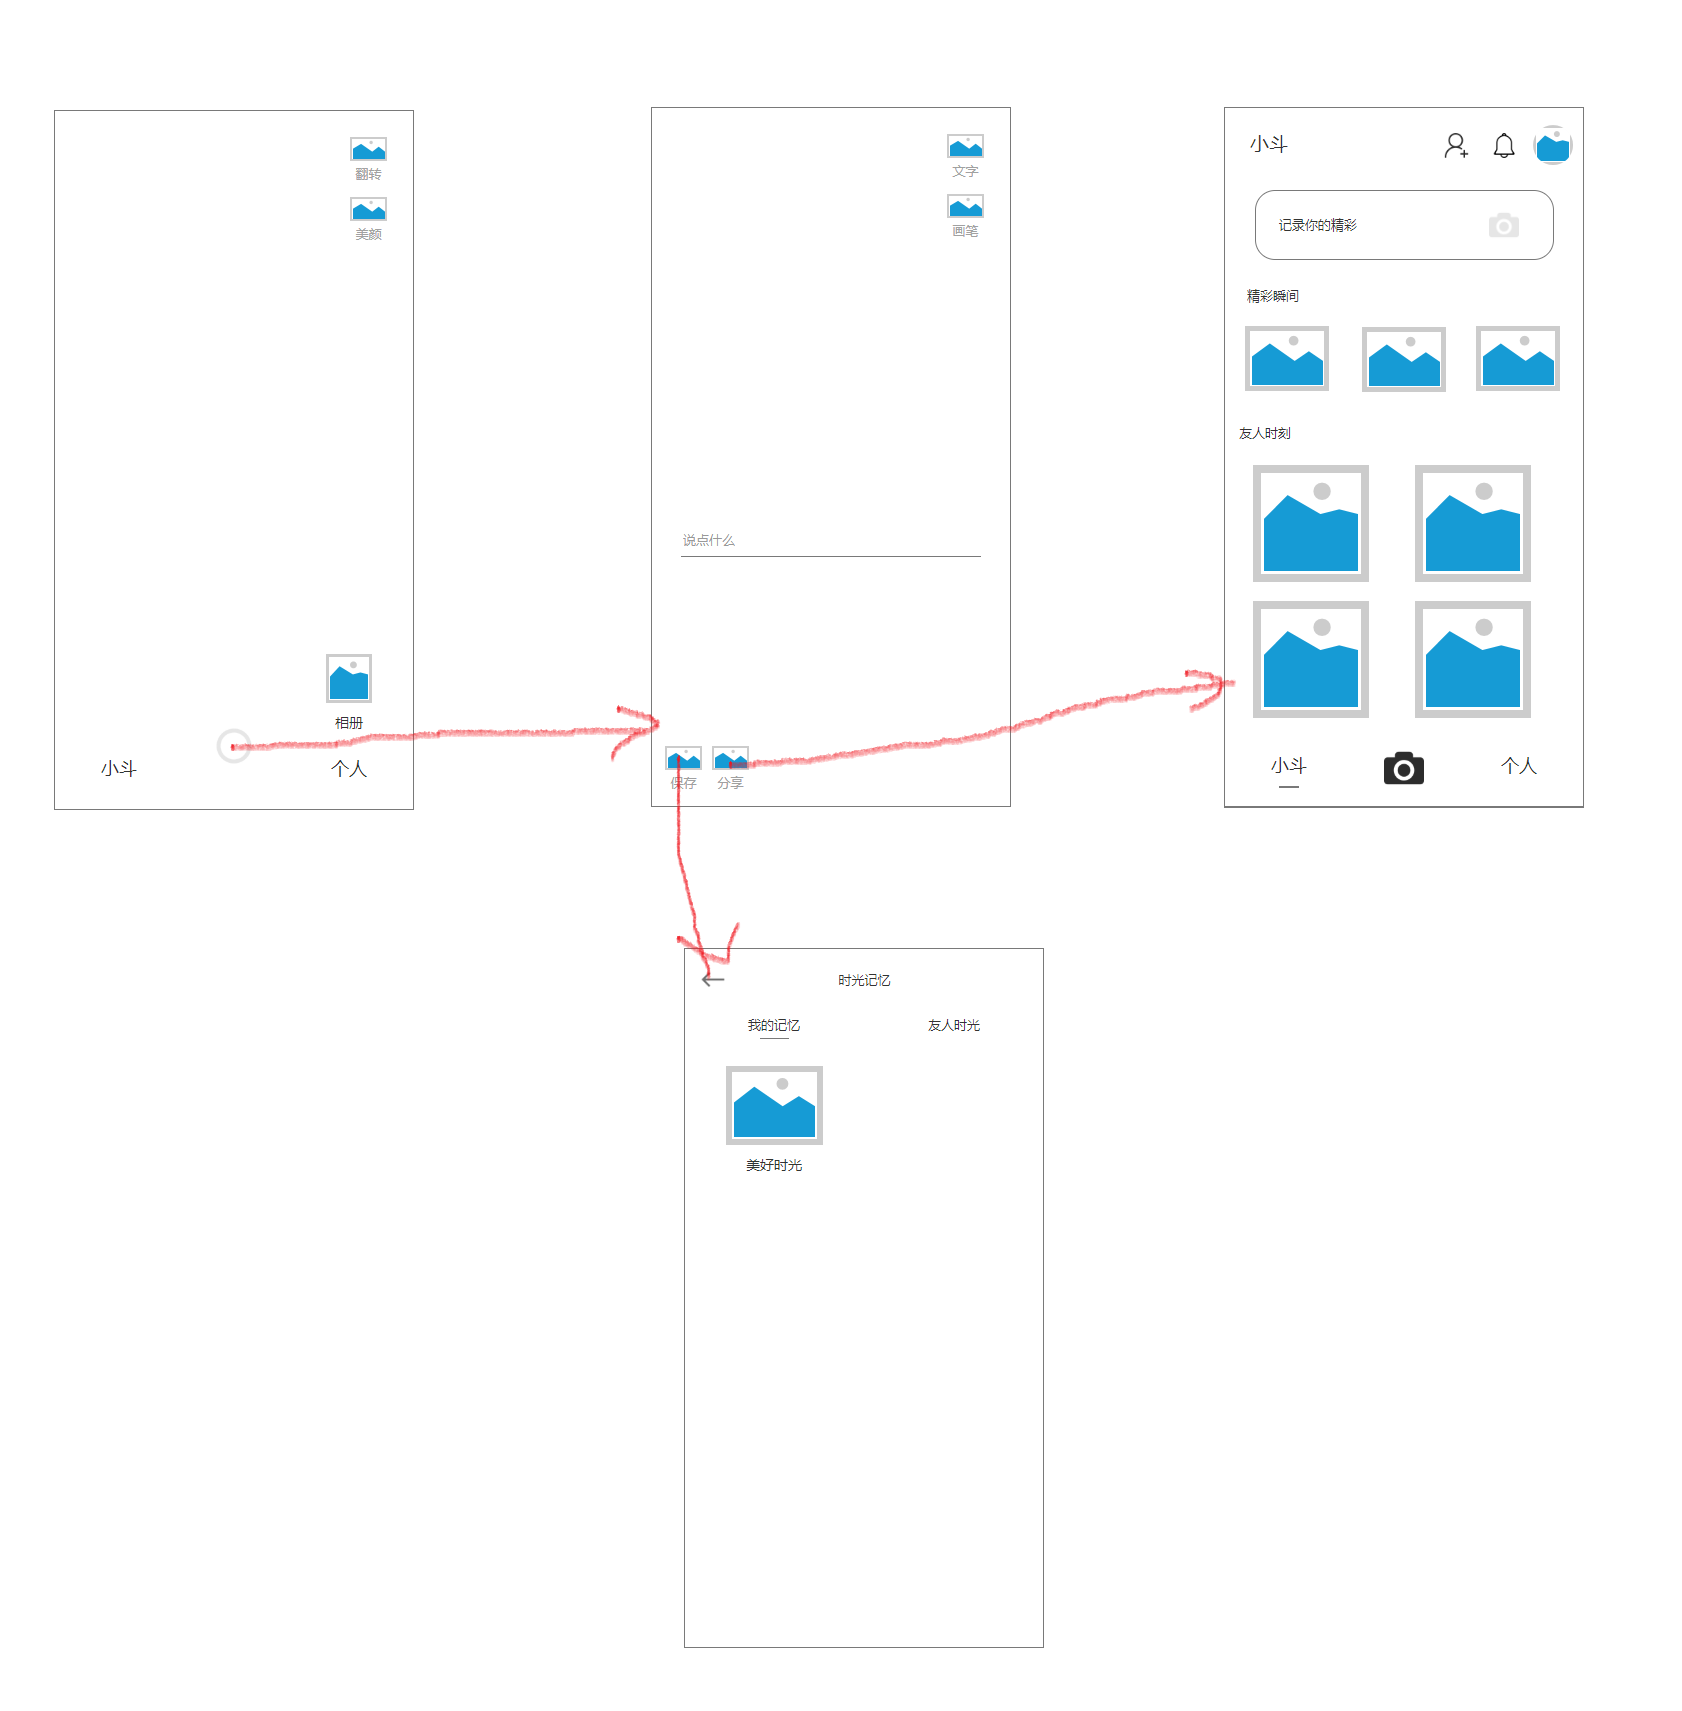 翻转
美颜
相册
小斗
个人
文字
画笔
说点什么
保存
分享
小斗
记录你的精彩
精彩瞬间
友人时刻
小斗
个人
时光记忆
我的记忆
友人时光
美好时光